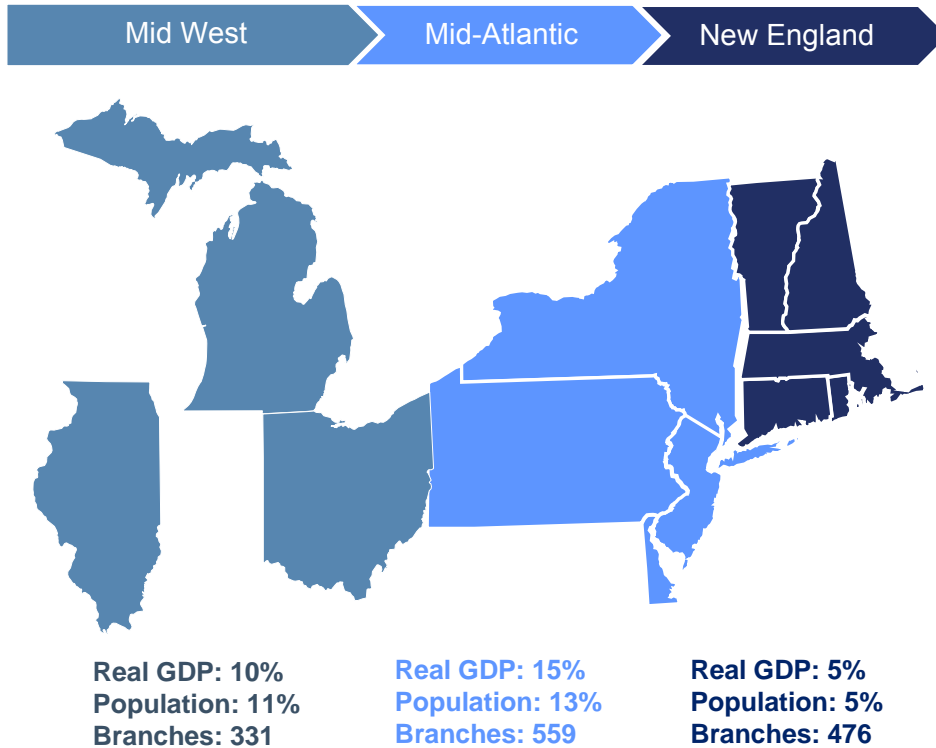 Mid West
Mid-Atlantic
New England
Real GDP: 10%
Population: 11%
Branches: 331
Real GDP: 15%
Population: 13%
Branches: 559
Real GDP: 5%
Population: 5%
Branches: 476